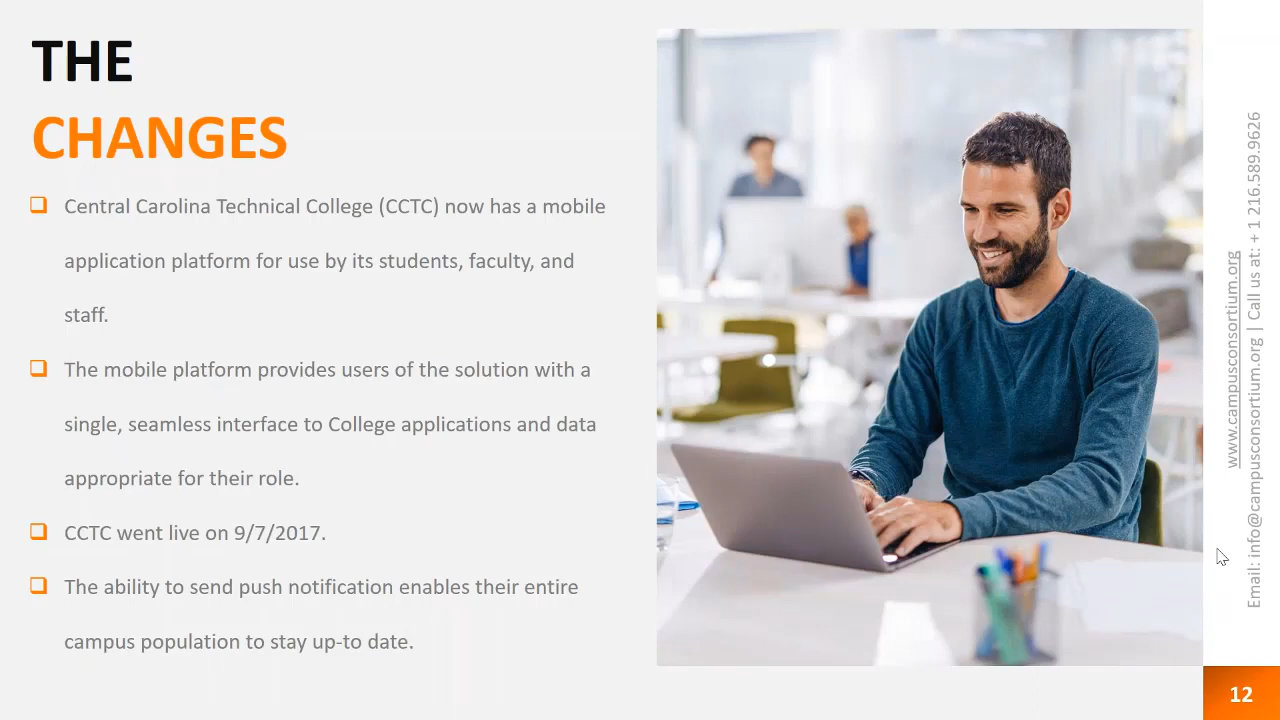 THE
CHANGES
Central Carolina Technical College (CCTC) now has a mobile
application platform for use by its students, faculty, and
staff.
The mobile platform provides users of the solution with a
single, seamless interface to College applications and data
appropriate for their role.
CCTC went live on 9/7/2017.
The ability to send push notification enables their entire
campus population to stay up-to date.
www.campusconsortium.org
Email: info@campusconsortium.org | Call us at: + 1 216.589.9626
12